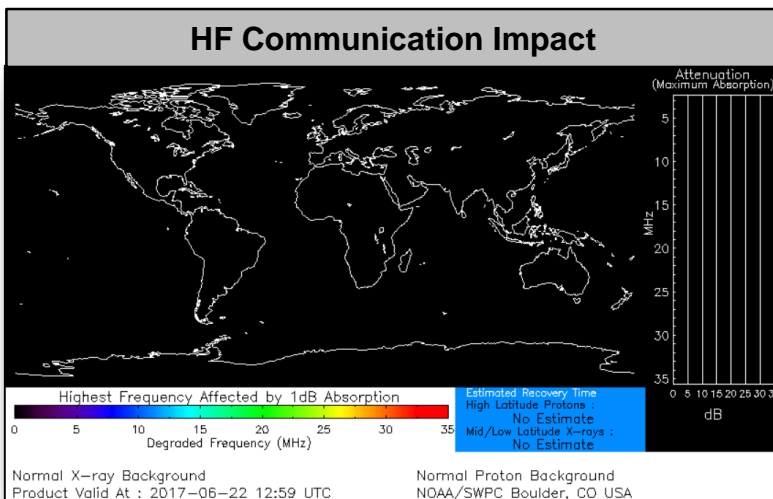 HF Communication Impact
Attenuation
(Maximum Absorption)
5
10
15
20
25
30
35
MHz
0 5 10 15 20 25 30 3
dB
Highest Frequency Affected by 1dB Absorption
0 5 10 15 20 25 30 35
Degraded Frequency (MHz)
Estimated Recovery Time
High Latitude Protons :
No Estimate
Mid/Low Latitude X-rays :
No Estimate
Normal X-ray Background
Product Valid At : 2017-06-22 12:59 UTC
Normal Proton Background
NOAA/SWPC Boulder, CO USA